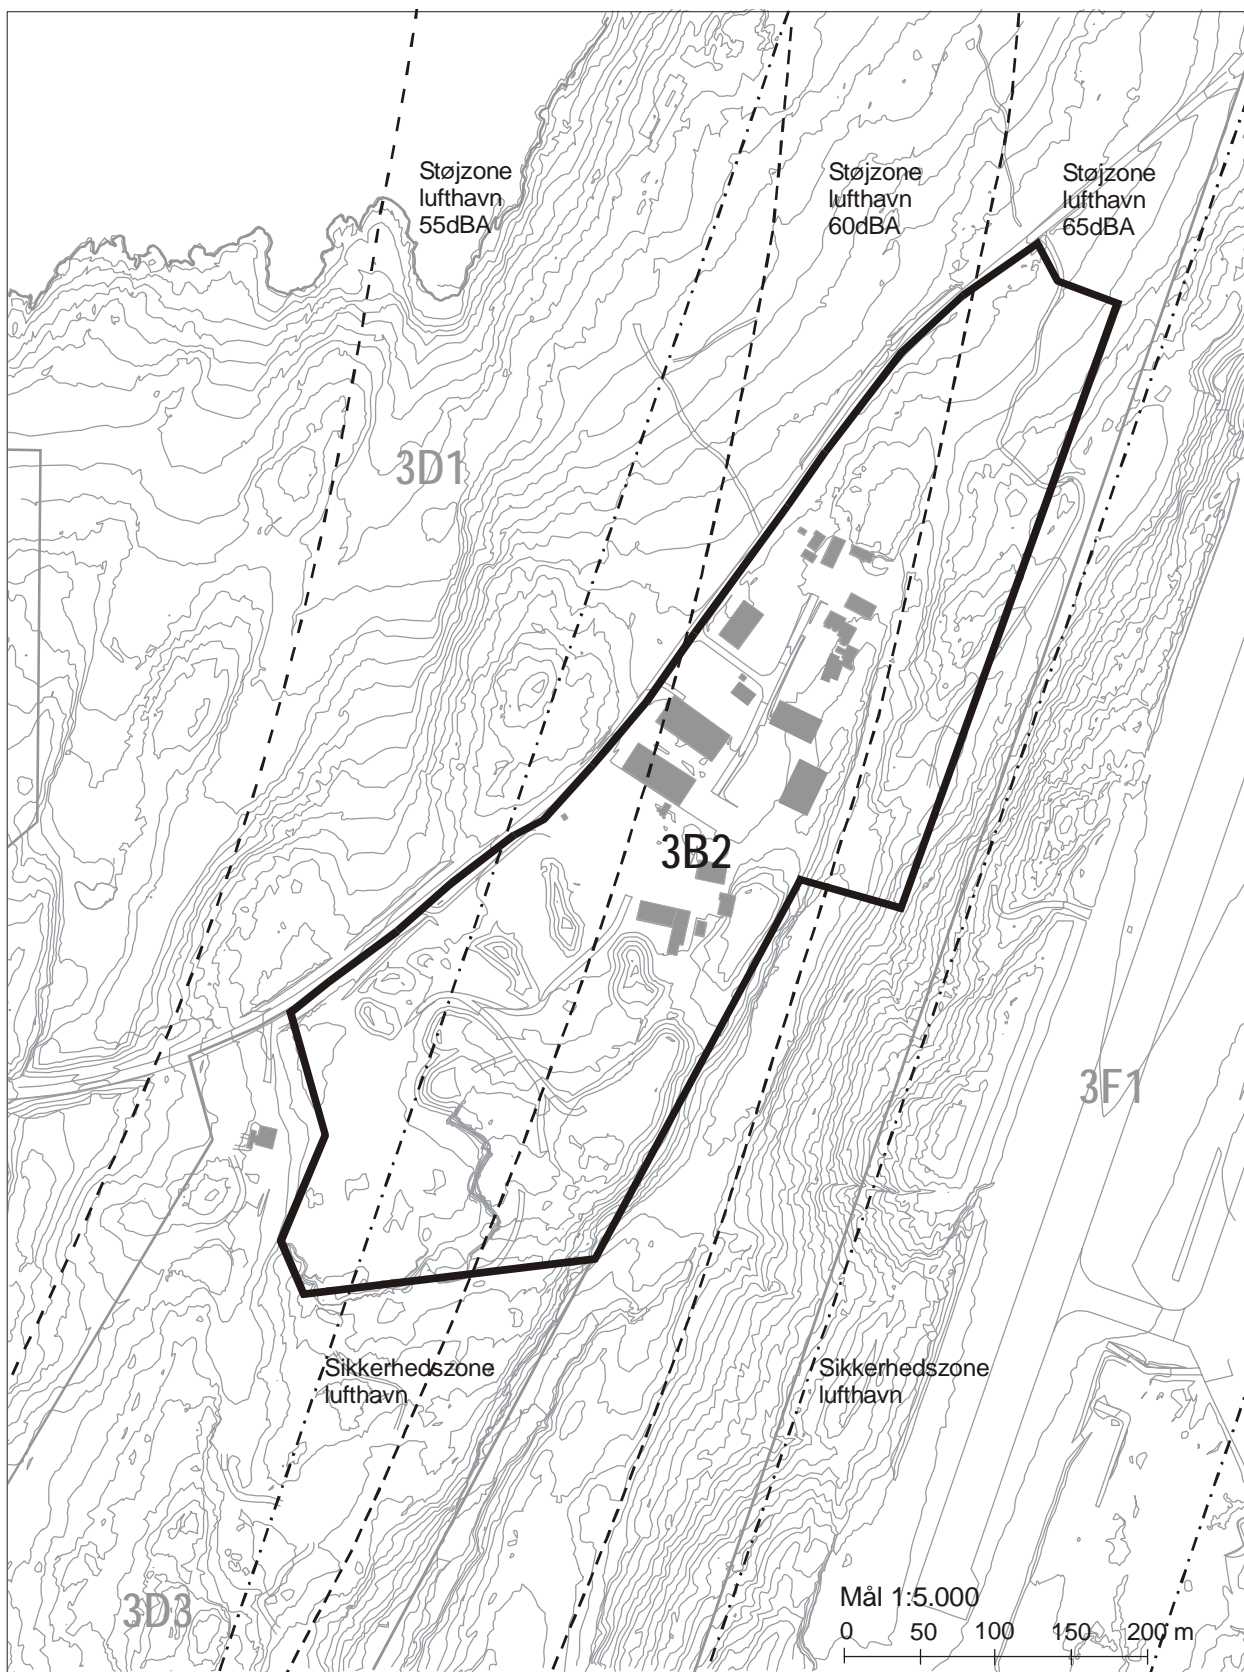 Støjzone
lufthavn
55dBA
Støjzone
lufthavn
60dBA
Støjzone
lufthavn
65dBA
3D1
3B2
3F1
Sikkerhedszone
lufthavn
Sikkerhedszone
lufthavn
3D3
Mål 1:5.000
0 50 100 150 200 m